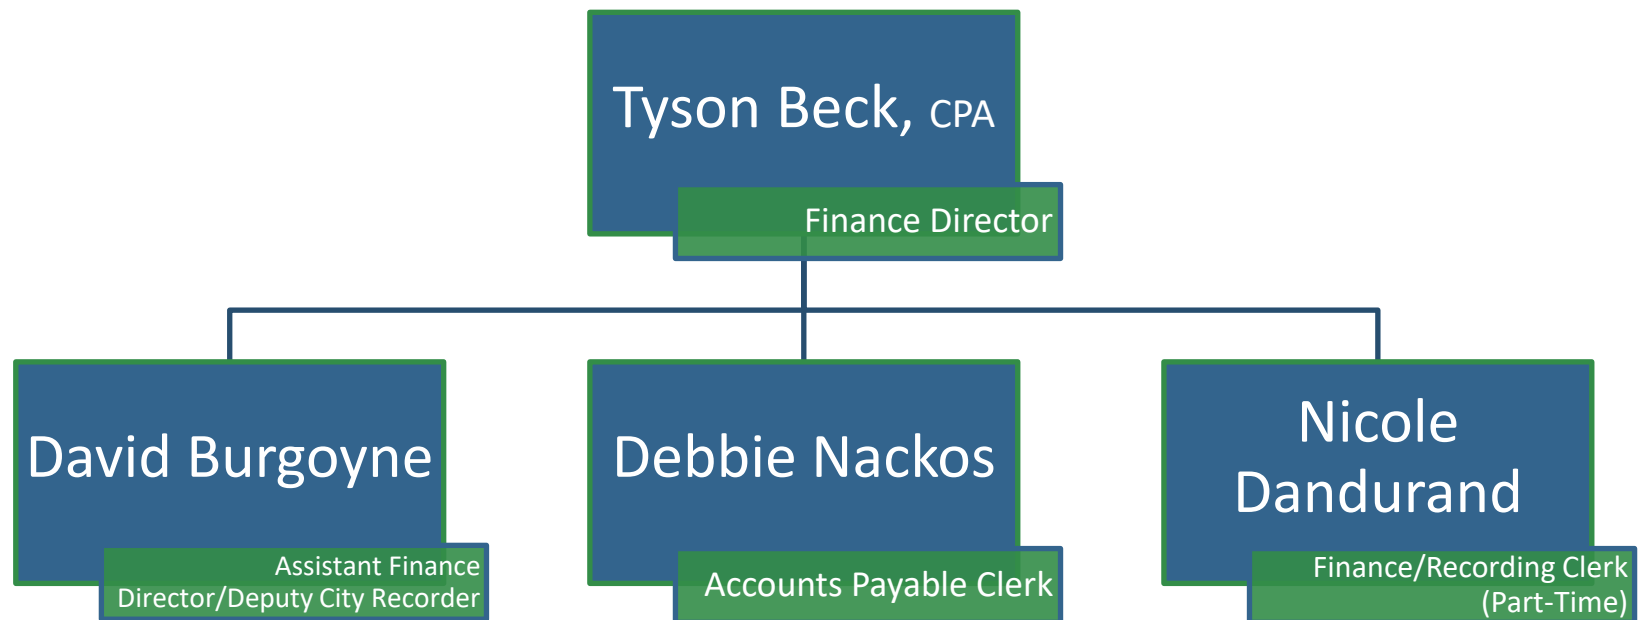 Tyson Beck, CPA
Finance Director
David Burgoyne
Assistant Finance
Director/Deputy City Recorder
Debbie Nackos
Accounts Payable Clerk
Nicole
Dandurand
Finance/Recording Clerk
(Part-Time)